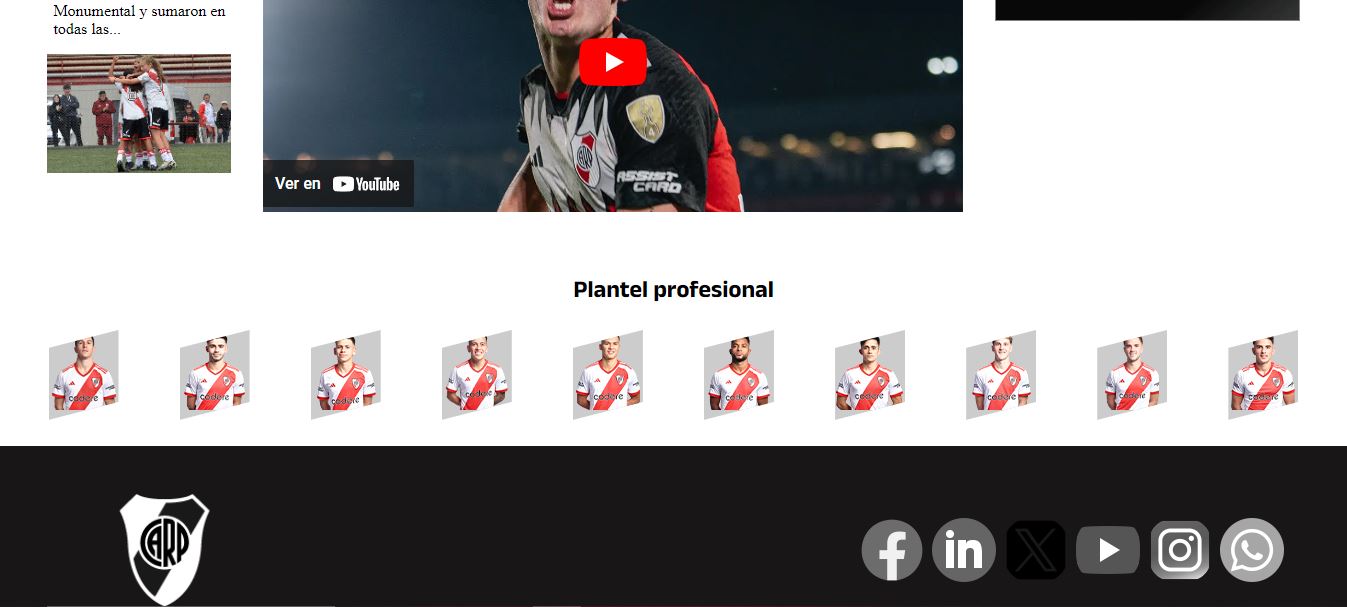 Monumental y sumaron en
todas las...
ASSIST
CARD
Ver en YouTube
Plantel profesional
codere
codere
codere
codere
codere
codere
codere
codere
codere
codere
CARP
f
in
X